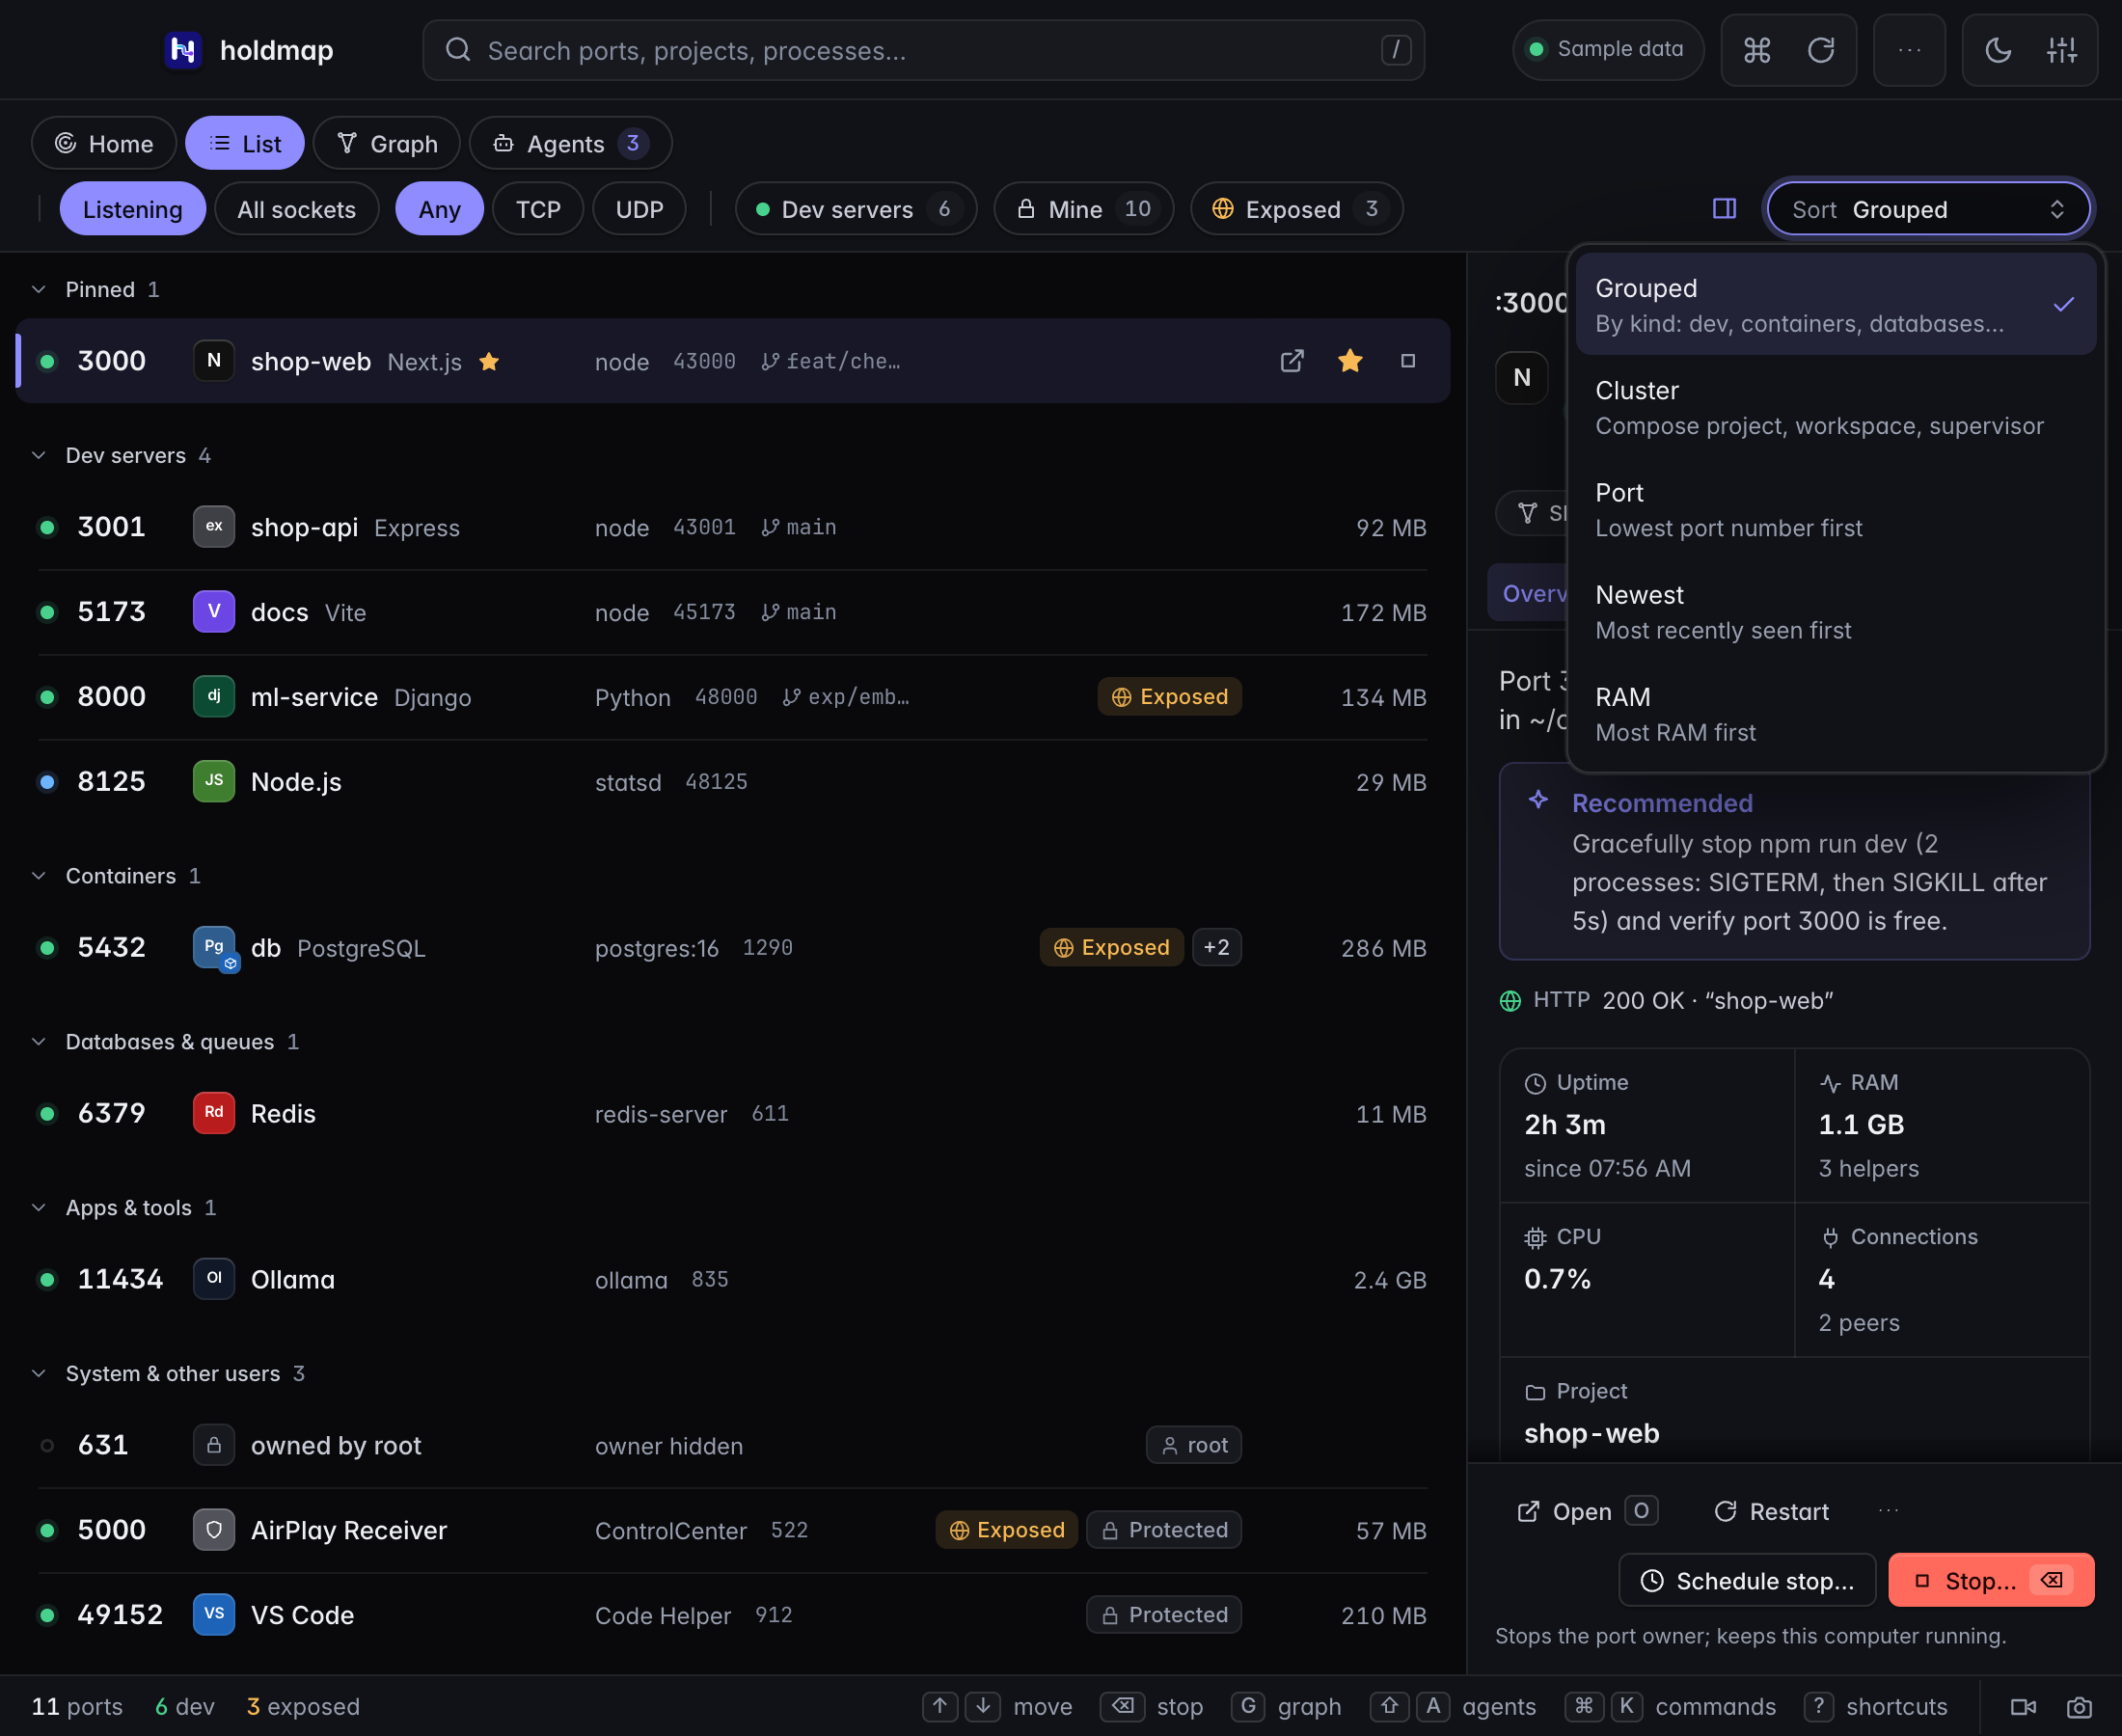 holdmap
Search ports, projects, processes... /
Sample data
Home List Graph Agents 3
Listening All sockets Any TCP UDP Dev servers 6 Mine 10 Exposed 3
Sort Grouped
Grouped
By kind: dev, containers, databases...
Cluster
Compose project, workspace, supervisor
Port
Lowest port number first
Newest
Most recently seen first
RAM
Most RAM first
Pinned 1
3000 N shop-web Next.js node 43000 feat/che…
Dev servers 4
3001 ex shop-api Express node 43001 main 92 MB
5173 V docs Vite node 45173 main 172 MB
8000 dj ml-service Django Python 48000 exp/emb… Exposed 134 MB
8125 JS Node.js statsd 48125 29 MB
Containers 1
5432 Pg db PostgreSQL postgres:16 1290 Exposed +2 286 MB
Databases & queues 1
6379 Rd Redis redis-server 611 11 MB
Apps & tools 1
11434 Ol Ollama ollama 835 2.4 GB
System & other users 3
631 owned by root owner hidden root
5000 AirPlay Receiver ControlCenter 522 Exposed Protected 57 MB
49152 VS VS Code Code Helper 912 Protected 210 MB
:3000
N
Port
in
Recommended
Gracefully stop npm run dev (2
processes: SIGTERM, then SIGKILL after
5s) and verify port 3000 is free.
HTTP 200 OK · “shop-web”
Uptime
2h 3m
since 07:56 AM
RAM
1.1 GB
3 helpers
CPU
0.7%
Connections
4
2 peers
Project
shop-web
Open O Restart ...
Schedule stop... Stop...
Stops the port owner; keeps this computer running.
11 ports 6 dev 3 exposed
↑ ↓ move ⌫ stop G graph ⇧ A agents ⌘ K commands ? shortcuts